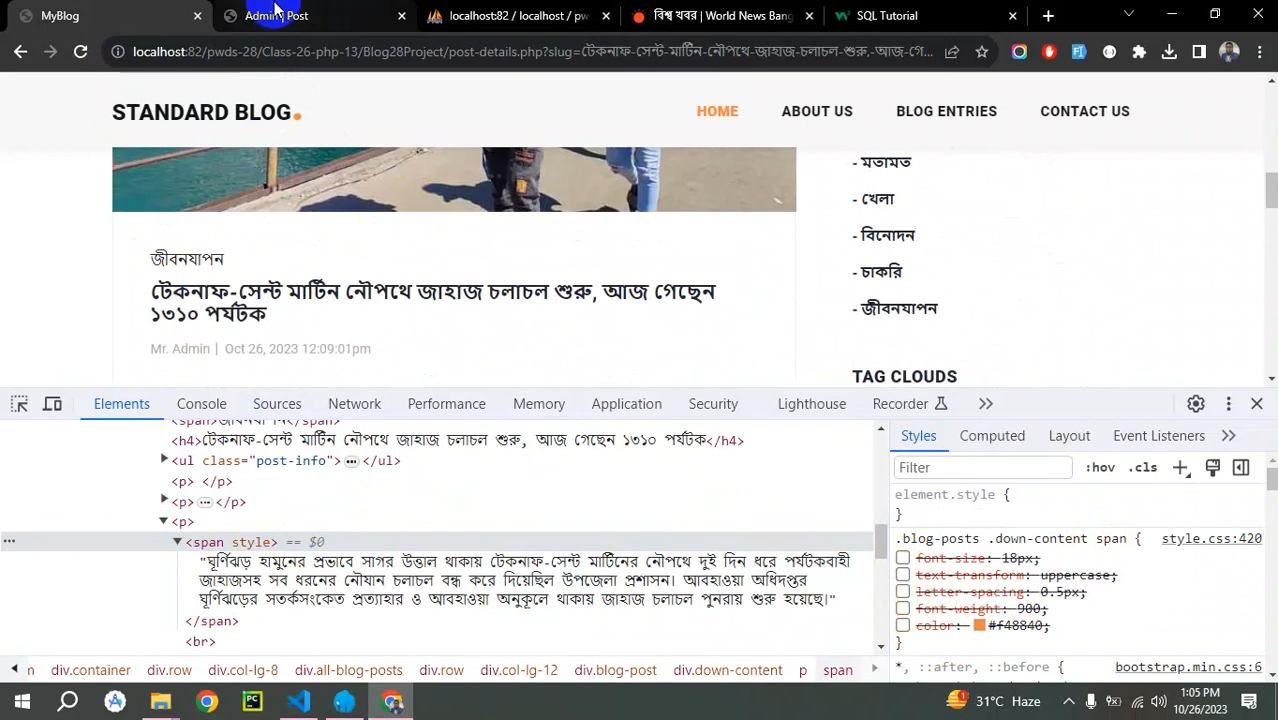 MyBlog
Admin | Post
localhost:82 / localhost / pw
বিশ্ব খবর | World News Bang
SQL Tutorial
localhost:82/pwds-28/Class-26-php-13/Blog28Project/post-details.php?slug=টেকনাফ-সেন্ট-মার্টিন-নৌপথে-জাহাজ-চলাচল-শুরু,-আজ-গে...
STANDARD BLOG.
HOME
ABOUT US
BLOG ENTRIES
CONTACT US
- মতামত
- খেলা
- বিনোদন
- চাকরি
- জীবনযাপন
TAG CLOUDS
জীবনযাপন
টেকনাফ-সেন্ট মার্টিন নৌপথে জাহাজ চলাচল শুরু, আজ গেছেন
১৩১০ পর্যটক
Mr. Admin | Oct 26, 2023 12:09:01pm
Elements
Console
Sources
Network
Performance
Memory
Application
Security
Lighthouse
Recorder
<span>জীবনযাপন</span>
<h4>টেকনাফ-সেন্ট মার্টিন নৌপথে জাহাজ চলাচল শুরু, আজ গেছেন ১৩১০ পর্যটক</h4>
<ul class="post-info"> ... </ul>
<p> </p>
<p> ... </p>
<p>
<span style> == $0
"ঘূর্ণিঝড় হামুনের প্রভাবে সাগর উত্তাল থাকায় টেকনাফ-সেন্ট মার্টিনের নৌপথে দুই দিন ধরে পর্যটকবাহী
জাহাজসহ সব ধরনের নৌযান চলাচল বন্ধ করে দিয়েছিল উপজেলা প্রশাসন। আবহাওয়া অধিদপ্তর
ঘূর্ণিঝড়ের সতর্কসংকেত প্রত্যাহার ও আবহাওয়া অনুকূলে থাকায় জাহাজ চলাচল পুনরায় শুরু হয়েছে।"
</span>
<br>
m
div.container
div.row
div.col-lg-8
div.all-blog-posts
div.row
div.col-lg-12
div.blog-post
div.down-content
p
span
Styles
Computed
Layout
Event Listeners
Filter
:hov
.cls
element.style {
}
.blog-posts .down-content span {
style.css:420
font-size: 18px;
text-transform: uppercase;
letter-spacing: 0.5px;
font-weight: 900;
color: #f48840;
}
*, ::after, ::before {
bootstrap.min.css:6
31°C Haze
1:05 PM
10/26/2023